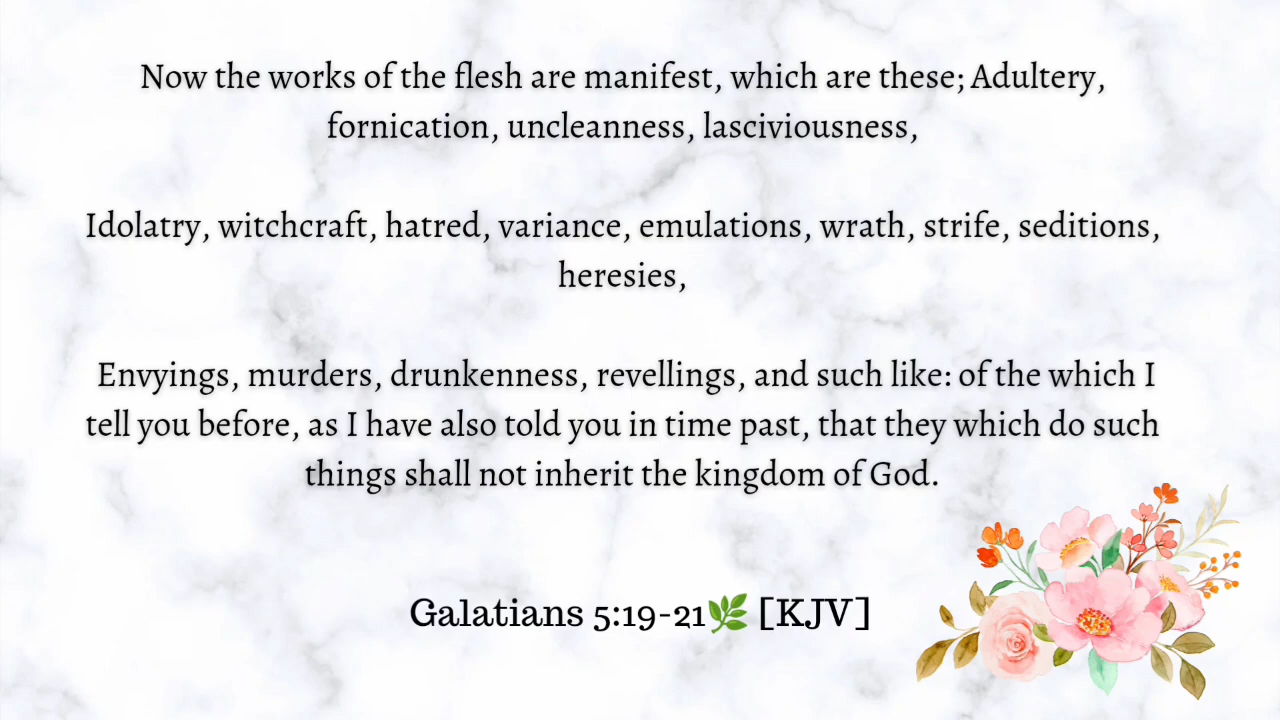 Now the works of the flesh are manifest, which are these; Adultery,
fornication, uncleanness, lasciviousness,
Idolatry, witchcraft, hatred, variance, emulations, wrath, strife, seditions,
heresies,
Envyings, murders, drunkenness, revellings, and such like: of the which I
tell you before, as I have also told you in time past, that they which do such
things shall not inherit the kingdom of God.
Galatians 5:19-21🌿 [KJV]